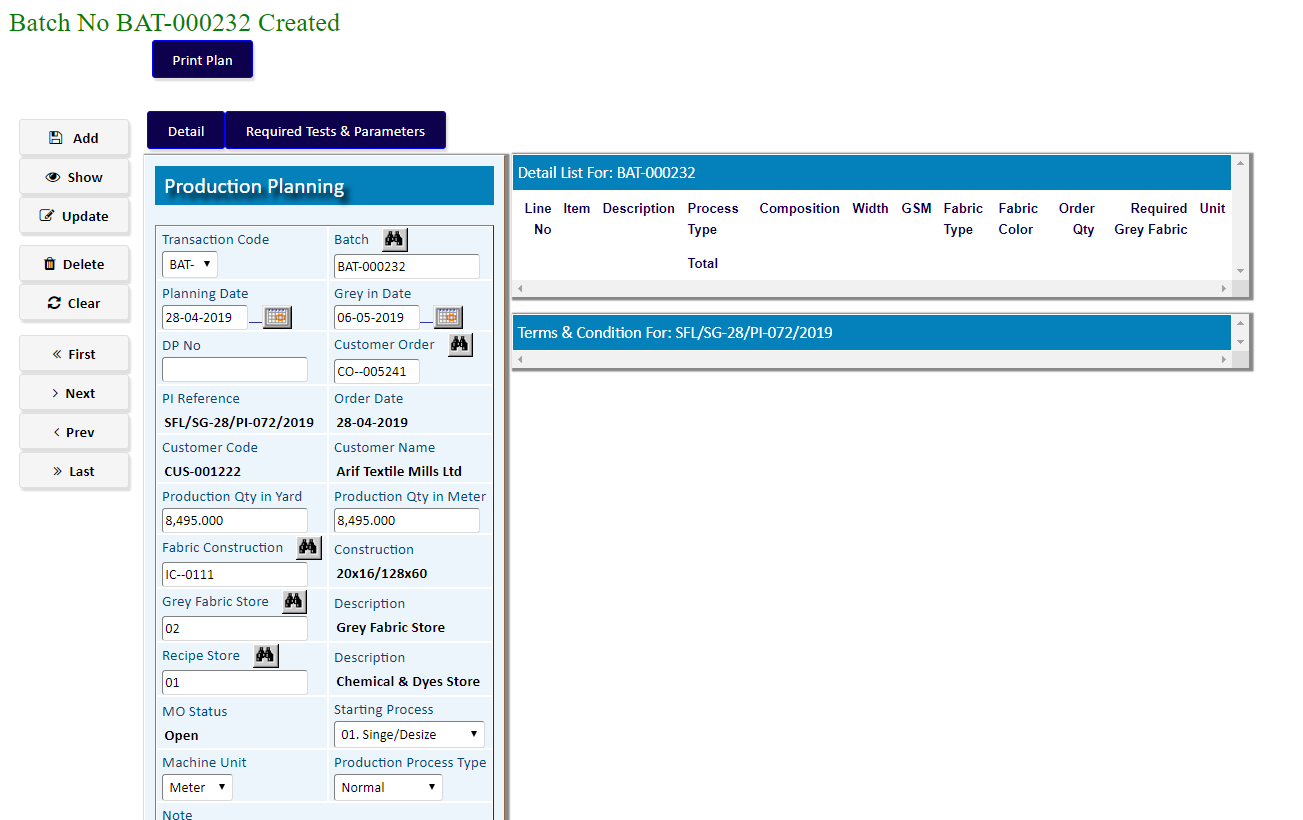 Batch No BAT-000232 Created
Print Plan
Add
Show
Update
Delete
Clear
First
Next
Prev
Last
Detail
Required Tests & Parameters
Production Planning
Transaction Code
BAT-
Batch
BAT-000232
Planning Date
28-04-2019
Grey in Date
06-05-2019
DP No
Customer Order
CO--005241
PI Reference
SFL/SG-28/PI-072/2019
Order Date
28-04-2019
Customer Code
CUS-001222
Customer Name
Arif Textile Mills Ltd
Production Qty in Yard
8,495.000
Production Qty in Meter
8,495.000
Fabric Construction
IC--0111
Construction
20x16/128x60
Grey Fabric Store
02
Description
Grey Fabric Store
Recipe Store
01
Description
Chemical & Dyes Store
MO Status
Open
Starting Process
01. Singe/Desize
Machine Unit
Meter
Production Process Type
Normal
Note
Detail List For: BAT-000232
Line No
Item
Description
Process Type
Composition
Width
GSM
Fabric Type
Fabric Color
Order Qty
Required Grey Fabric
Unit
Total
Terms & Condition For: SFL/SG-28/PI-072/2019